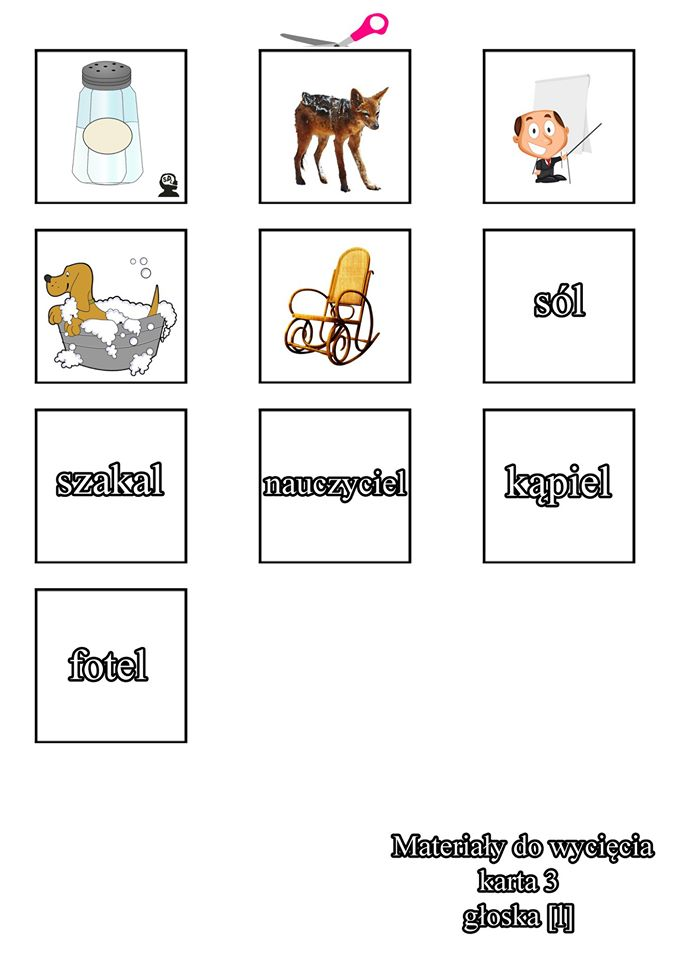 sól
szakal
nauczyciel
kąpiel
fotel
Materiały do wycięcia
karta 3
głoska [l]